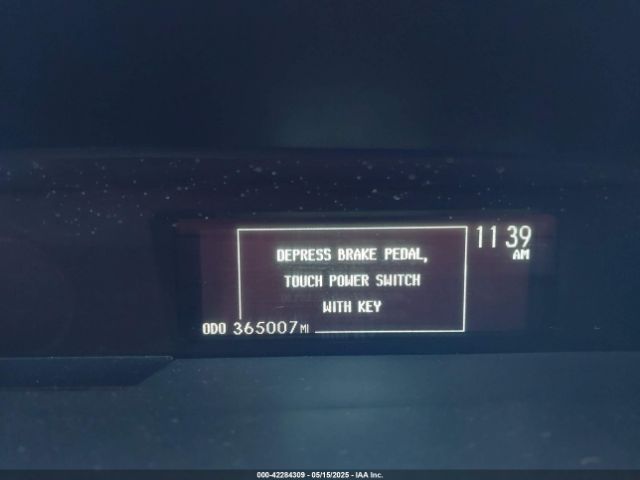 DEPRESS BRAKE PEDAL,
TOUCH POWER SWITCH
WITH KEY
11 39
AM
ODO 365007 MI
000-42284309 - 05/15/2025 - IAA Inc.